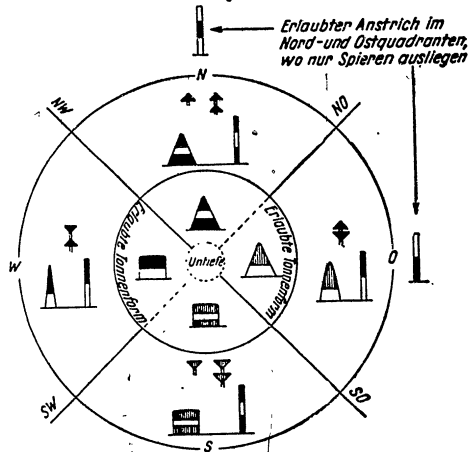 Erlaubter Anstrich im
Nord- und Ostquadranten,
wo nur Spieren ausliegen
N
NW
NO
Erlaubte Tonnenform
Erlaubte Tonnenform
W
Untiefe
O
SW
SO
S